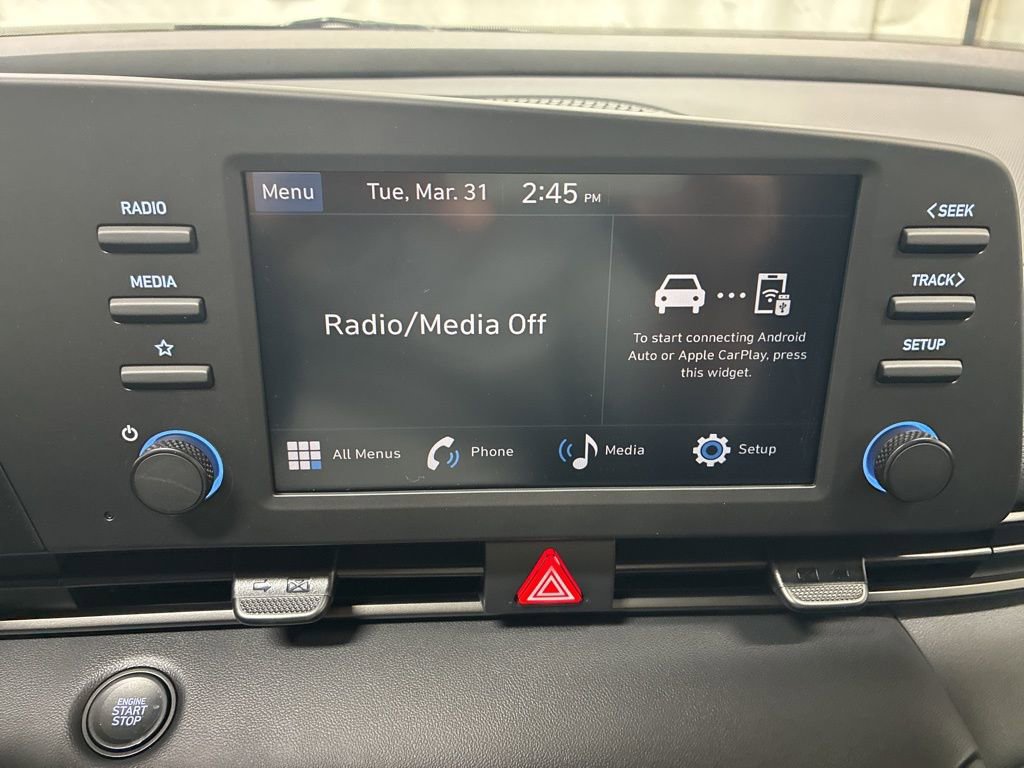 Menu
Tue, Mar. 31
2:45 PM
RADIO
MEDIA
<SEEK
TRACK>
SETUP
Radio/Media Off
To start connecting Android
Auto or Apple CarPlay, press
this widget.
All Menus
Phone
Media
Setup
ENGINE
START
STOP